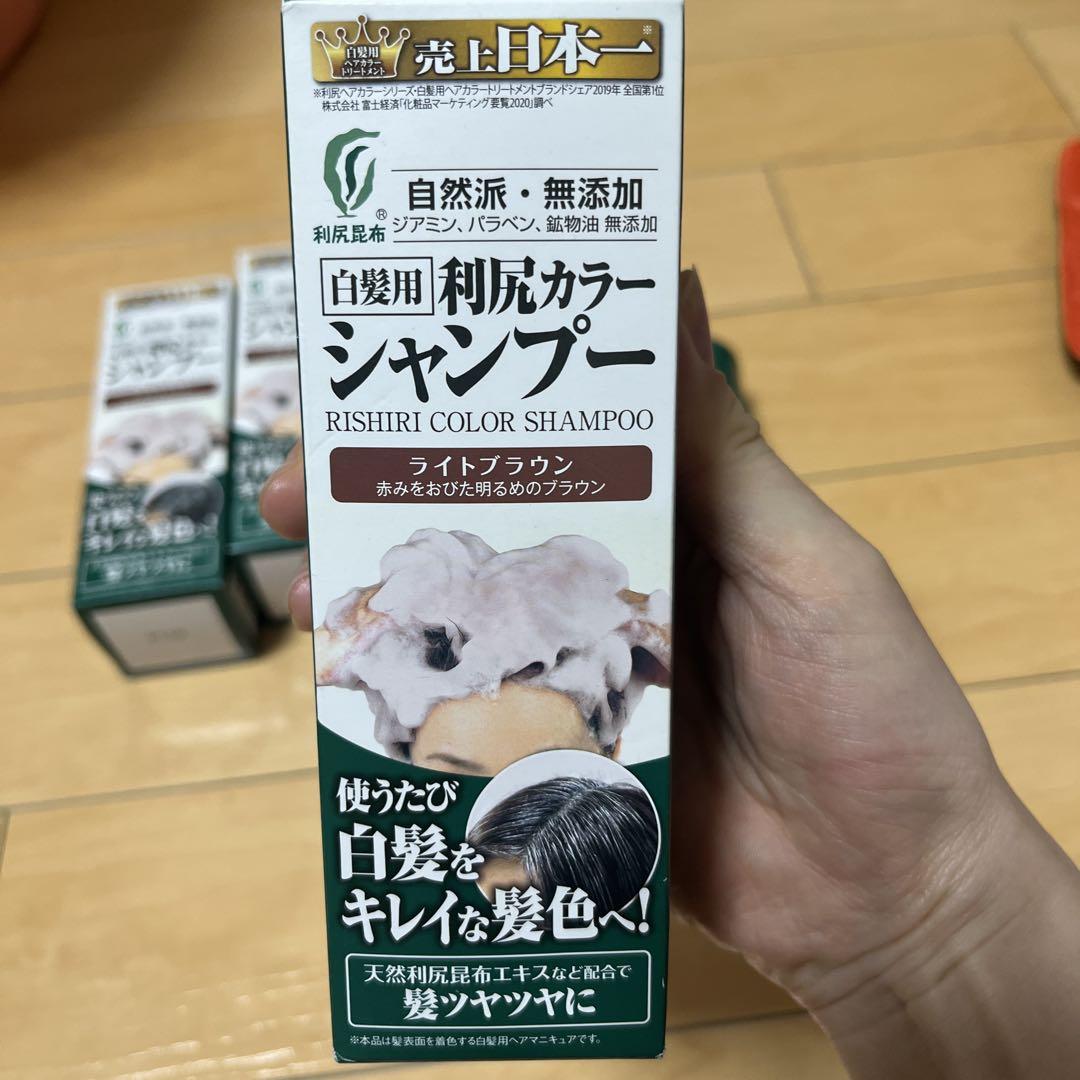 白髪用
ヘアカラー
トリートメント
売上日本一※
※利尻ヘアカラーシリーズ・白髪用ヘアカラートリートメントブランドシェア2019年 全国第1位
株式会社 富士経済「化粧品マーケティング要覧2020」調べ
利尻昆布®
自然派・無添加
ジアミン、パラベン、鉱物油 無添加
白髪用 利尻カラー
シャンプー
RISHIRI COLOR SHAMPOO
ライトブラウン
赤みをおびた明るめのブラウン
使うたび
白髪を
キレイな髪色へ!
天然利尻昆布エキスなど配合で
髪ツヤツヤに
※本品は髪表面を着色する白髪用ヘアマニキュアです。
シャンプー
シャンプー